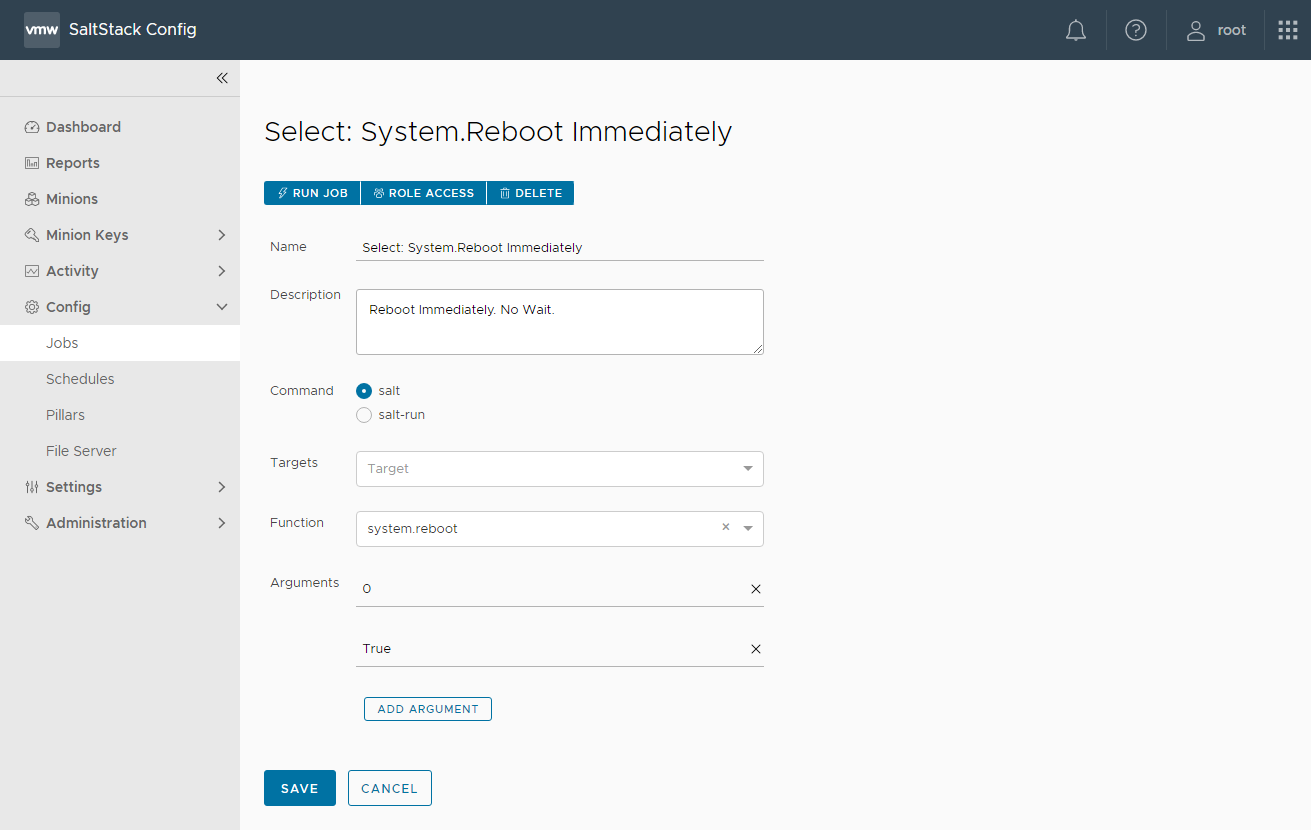 vmw SaltStack Config
root
Dashboard
Reports
Minions
Minion Keys
Activity
Config
Jobs
Schedules
Pillars
File Server
Settings
Administration
Select: System.Reboot Immediately
RUN JOB ROLE ACCESS DELETE
Name Select: System.Reboot Immediately
Description Reboot Immediately. No Wait.
Command salt
salt-run
Targets Target
Function system.reboot
Arguments 0
True
ADD ARGUMENT
SAVE CANCEL